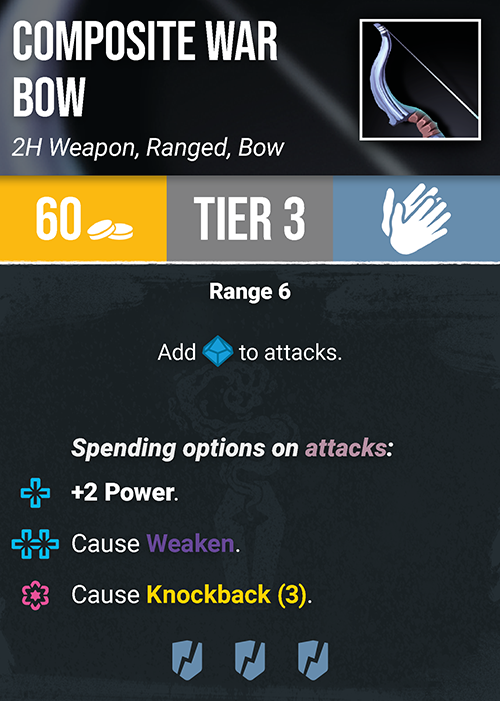 COMPOSITE WAR
BOW
2H Weapon, Ranged, Bow
60
TIER 3
Range 6
Add to attacks.
Spending options on attacks:
+2 Power.
Cause Weaken.
Cause Knockback (3).